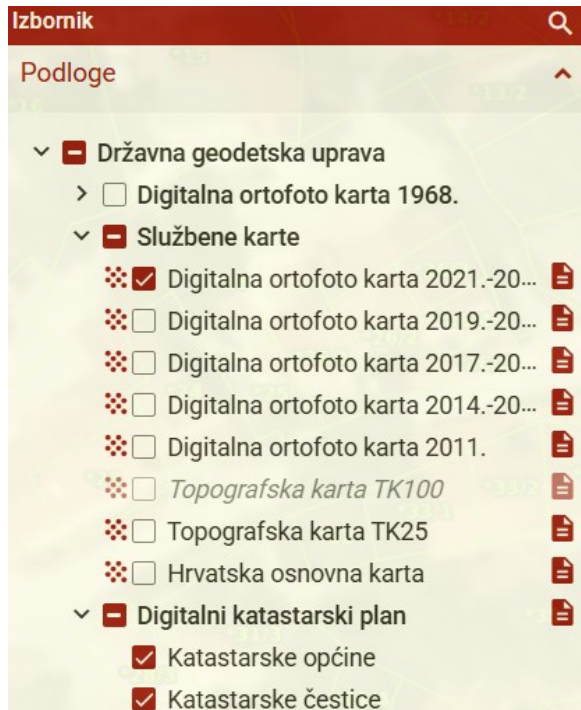 Izbornik
Podloge
Državna geodetska uprava
Digitalna ortofoto karta 1968.
Službene karte
Digitalna ortofoto karta 2021.-20...
Digitalna ortofoto karta 2019.-20...
Digitalna ortofoto karta 2017.-20...
Digitalna ortofoto karta 2014.-20...
Digitalna ortofoto karta 2011.
Topografska karta TK100
Topografska karta TK25
Hrvatska osnovna karta
Digitalni katastarski plan
Katastarske općine
Katastarske čestice